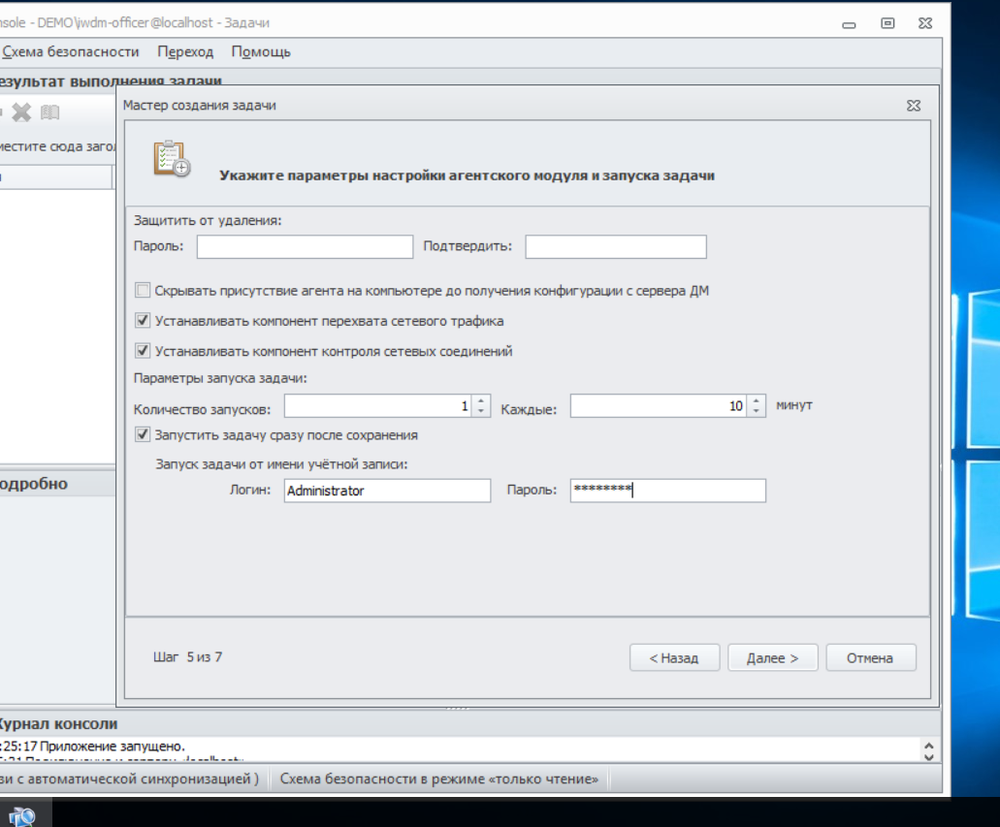 nsole - DEMO\iwdm-officer@localhost - Задачи
Схема безопасности Переход Помощь
езультат выполнения задачи
местите сюда заго
Мастер создания задачи
Укажите параметры настройки агентского модуля и запуска задачи
Защитить от удаления:
Пароль: Подтвердить:
Скрывать присутствие агента на компьютере до получения конфигурации с сервера ДМ
Устанавливать компонент перехвата сетевого трафика
Устанавливать компонент контроля сетевых соединений
Параметры запуска задачи:
Количество запусков: 1 Каждые: 10 минут
Запустить задачу сразу после сохранения
Запуск задачи от имени учётной записи:
Логин: Administrator Пароль: ********
одробно
Шаг 5 из 7
< Назад Далее > Отмена
Журнал консоли
:25:17 Приложение запущено.
зи с автоматической синхронизацией ) Схема безопасности в режиме «только чтение»